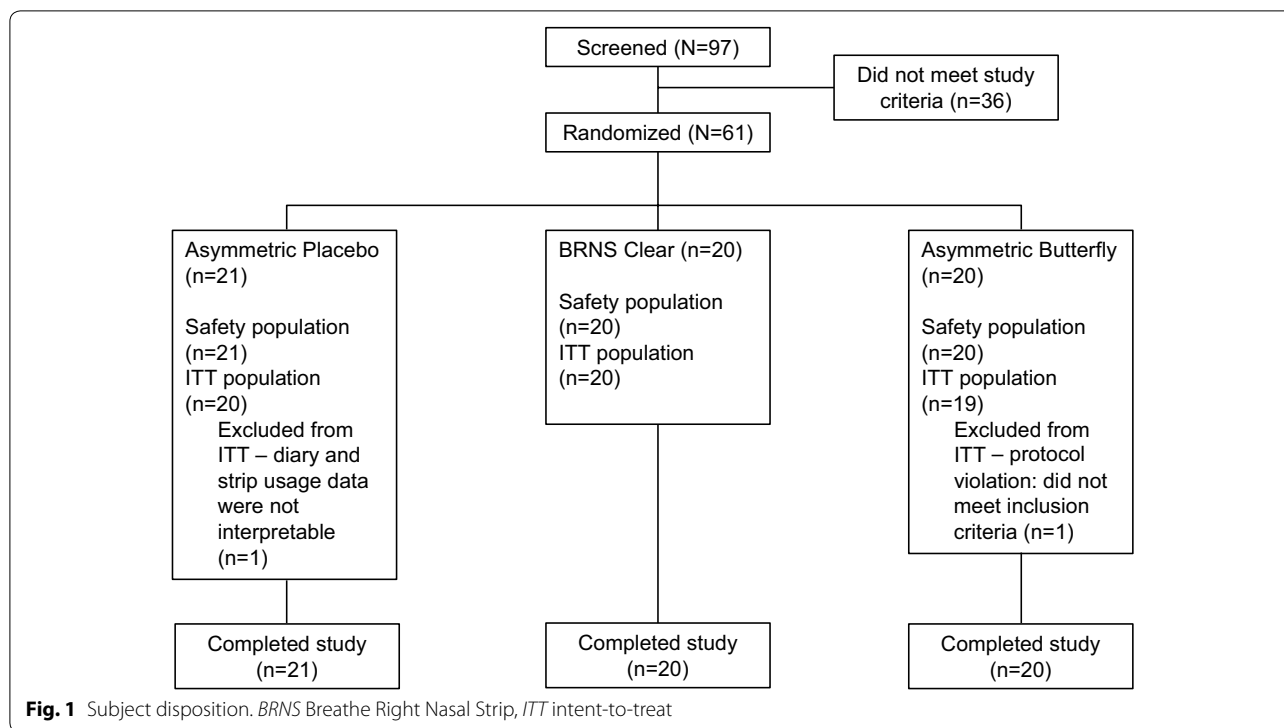 Screened (N=97)
Did not meet study
criteria (n=36)
Randomized (N=61)
Asymmetric Placebo
(n=21)
Safety population
(n=21)
ITT population
(n=20)
Excluded from
ITT – diary and
strip usage data
were not
interpretable
(n=1)
BRNS Clear (n=20)
Safety population
(n=20)
ITT population
(n=20)
Asymmetric Butterfly
(n=20)
Safety population
(n=20)
ITT population
(n=19)
Excluded from
ITT – protocol
violation: did not
meet inclusion
criteria (n=1)
Completed study
(n=21)
Completed study
(n=20)
Completed study
(n=20)
Fig. 1 Subject disposition. BRNS Breathe Right Nasal Strip, ITT intent-to-treat